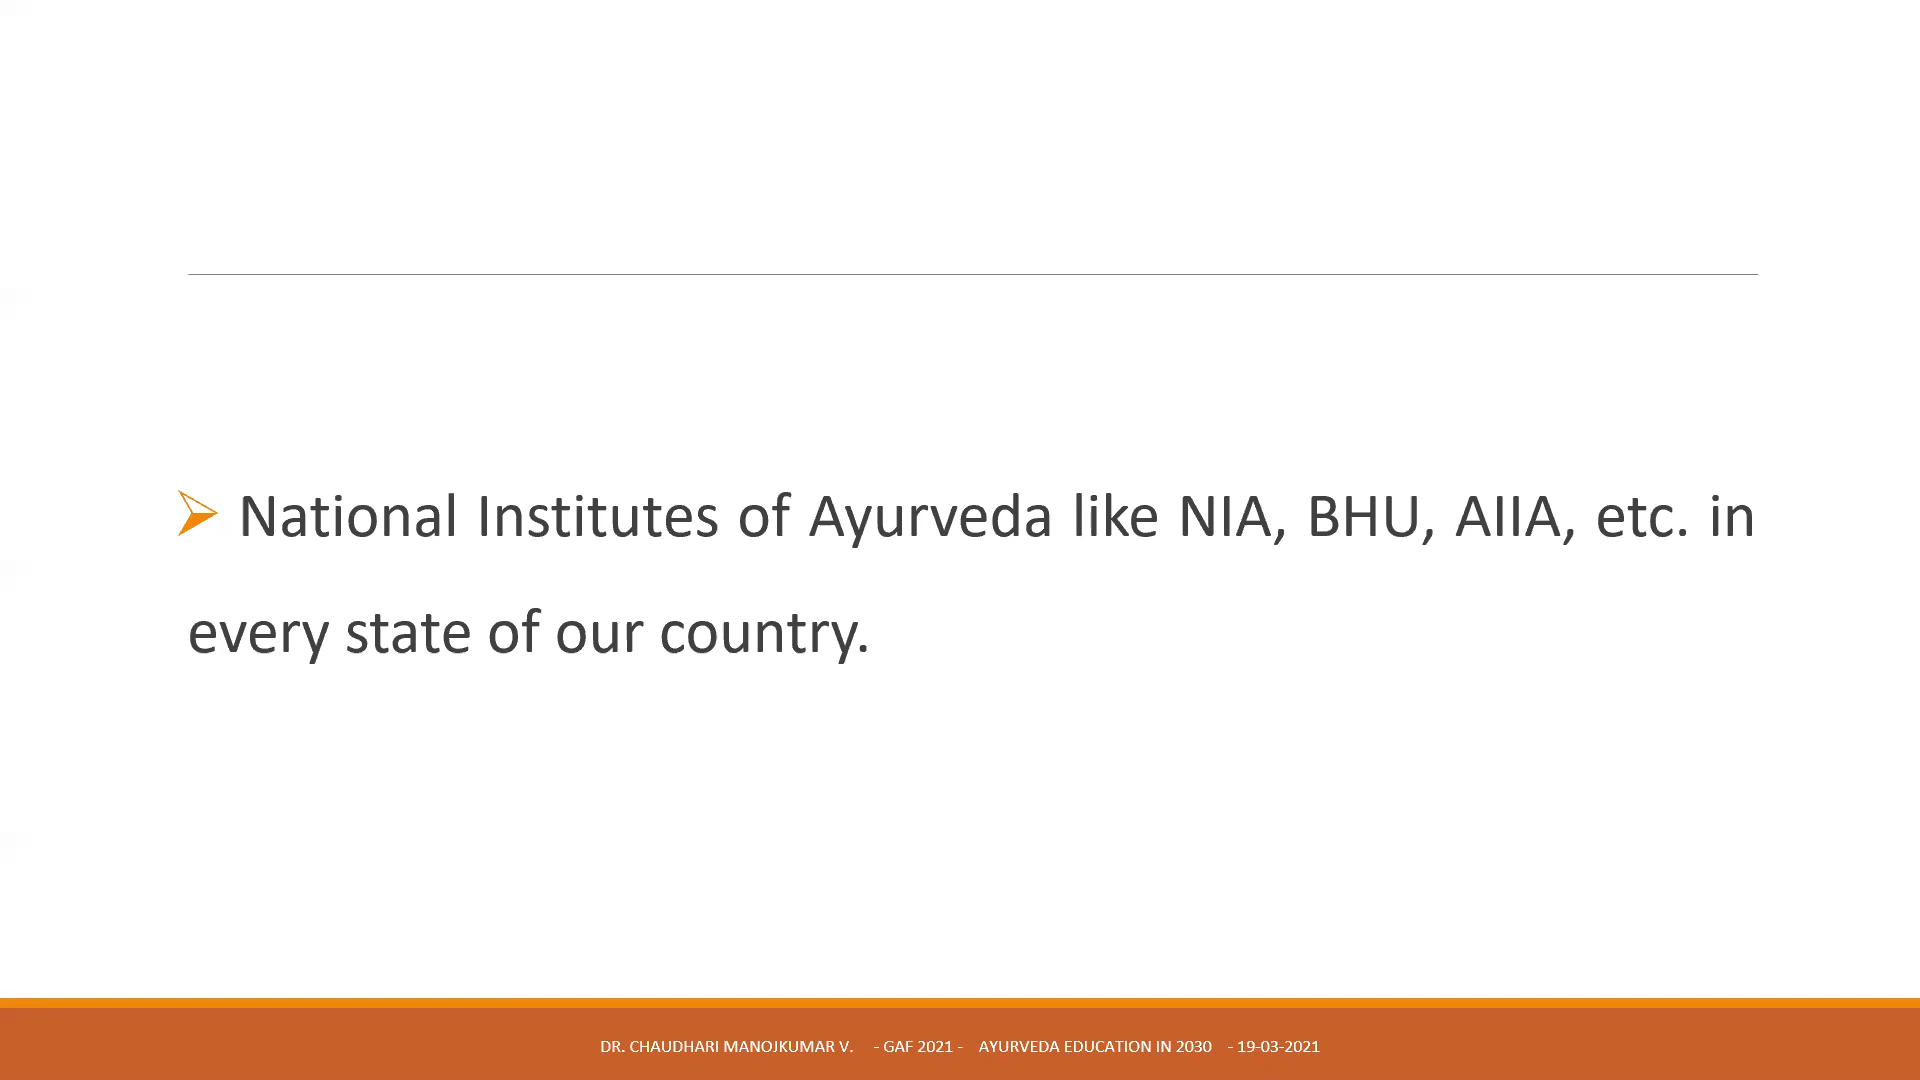 National Institutes of Ayurveda like NIA, BHU, AIIA, etc. in
every state of our country.
DR. CHAUDHARI MANOJKUMAR V. - GAF 2021 - AYURVEDA EDUCATION IN 2030 - 19-03-2021